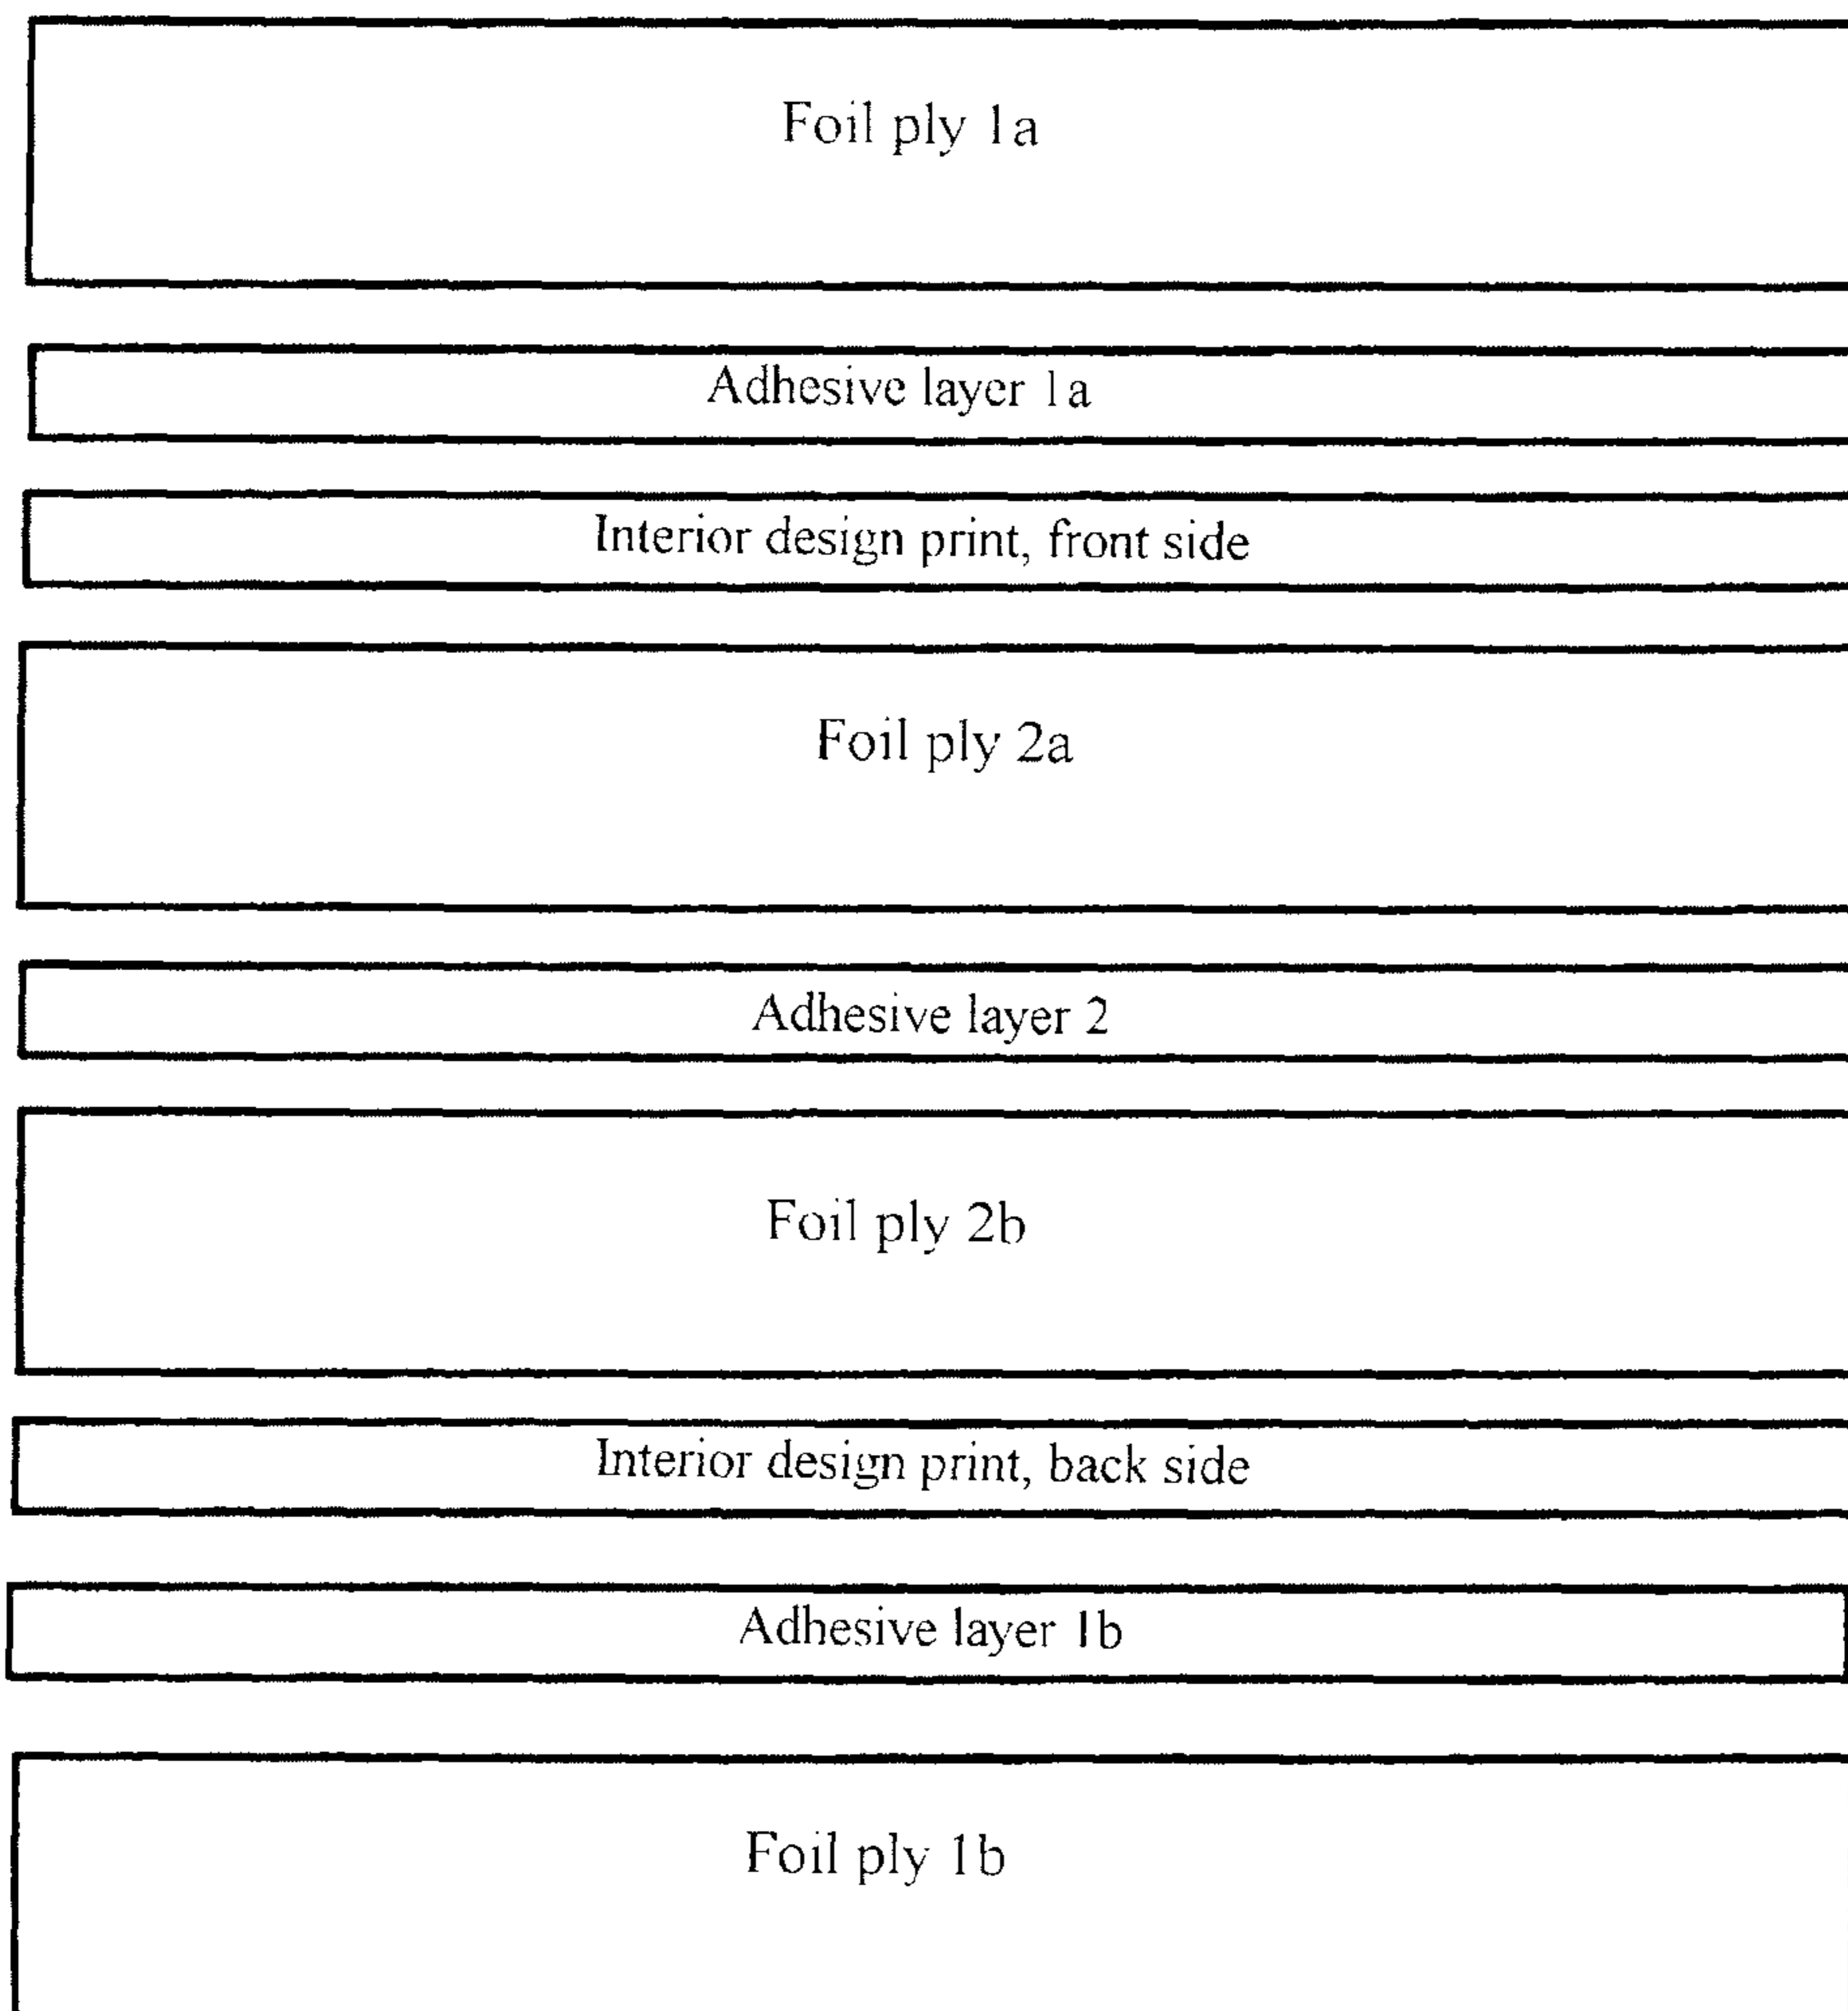 Foil ply 1a
Adhesive layer 1a
Interior design print, front side
Foil ply 2a
Adhesive layer 2
Foil ply 2b
Interior design print, back side
Adhesive layer 1b
Foil ply 1b